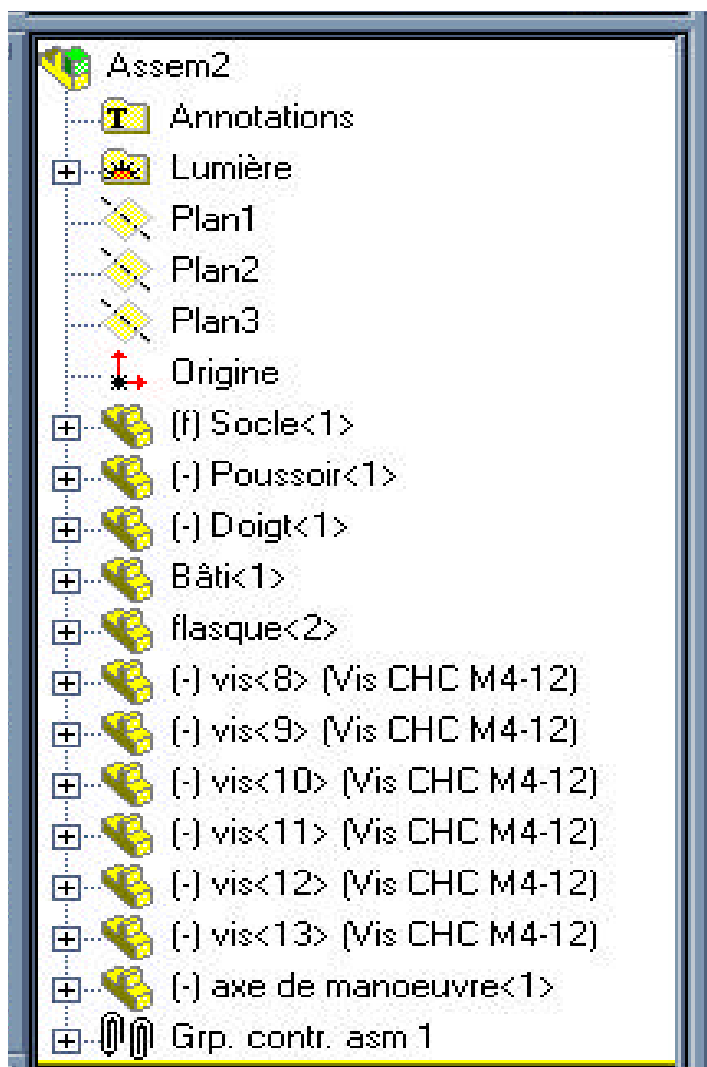 Assem2
Annotations
Lumière
Plan1
Plan2
Plan3
Origine
(f) Socle<1>
(-) Poussoir<1>
(-) Doigt<1>
Bâti<1>
flasque<2>
(-) vis<8> (Vis CHC M4-12)
(-) vis<9> (Vis CHC M4-12)
(-) vis<10> (Vis CHC M4-12)
(-) vis<11> (Vis CHC M4-12)
(-) vis<12> (Vis CHC M4-12)
(-) vis<13> (Vis CHC M4-12)
(-) axe de manoeuvre<1>
Grp. contr. asm 1